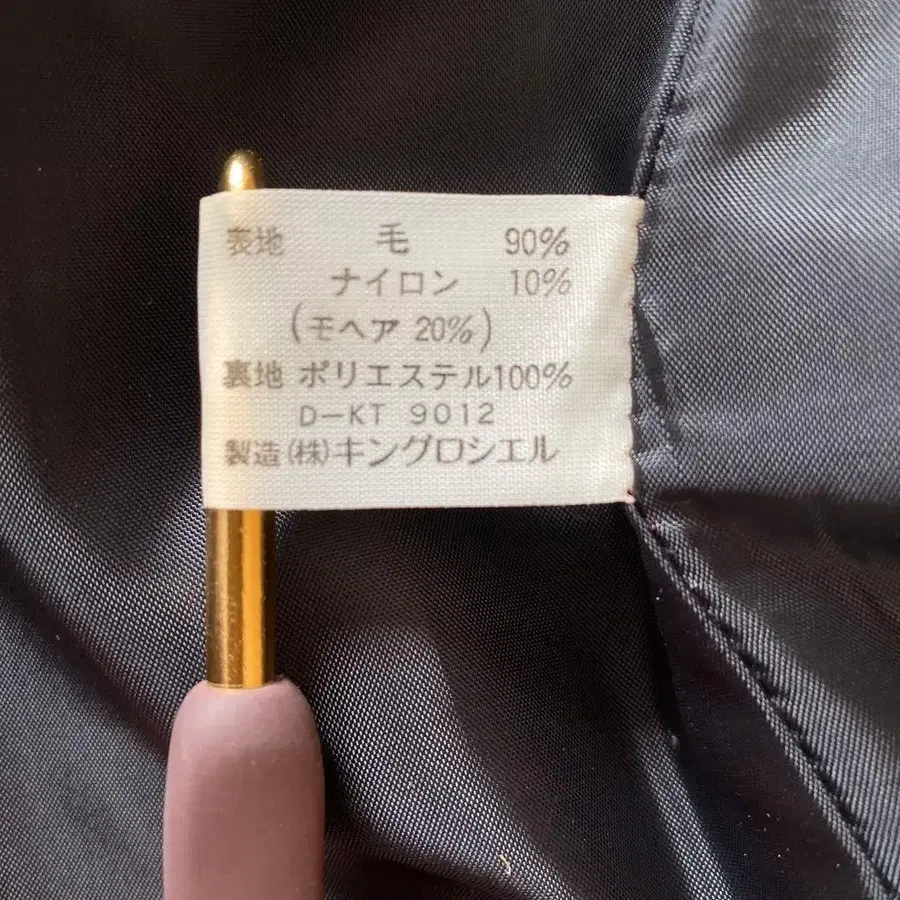 表地 毛 90%
ナイロン 10%
(モヘア 20%)
裏地 ポリエステル100%
D-KT 9012
製造(株)キングロシエル